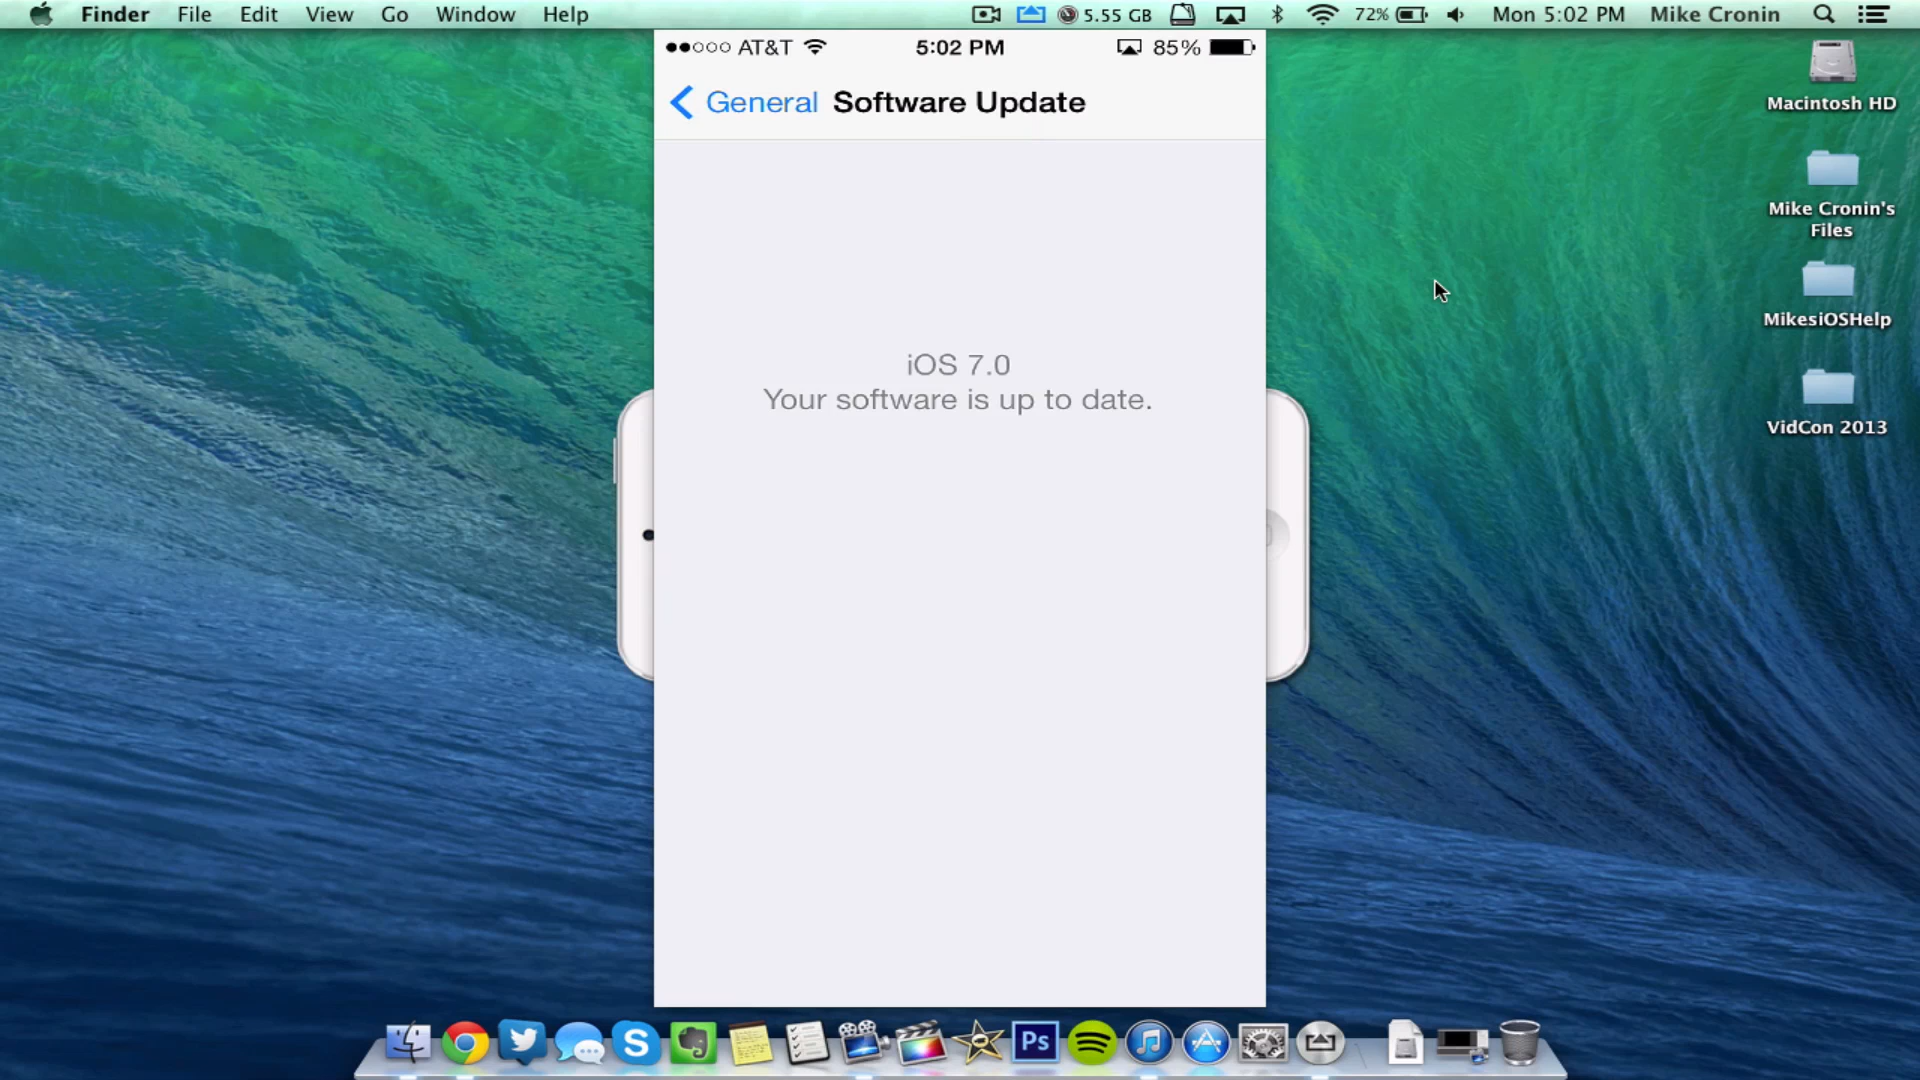 Finder File Edit View Go Window Help 5.55 GB 72% Mon 5:02 PM Mike Cronin
AT&T 5:02 PM 85%
General Software Update
iOS 7.0
Your software is up to date.
Macintosh HD
Mike Cronin's
Files
MikesiOSHelp
VidCon 2013
S
Ps